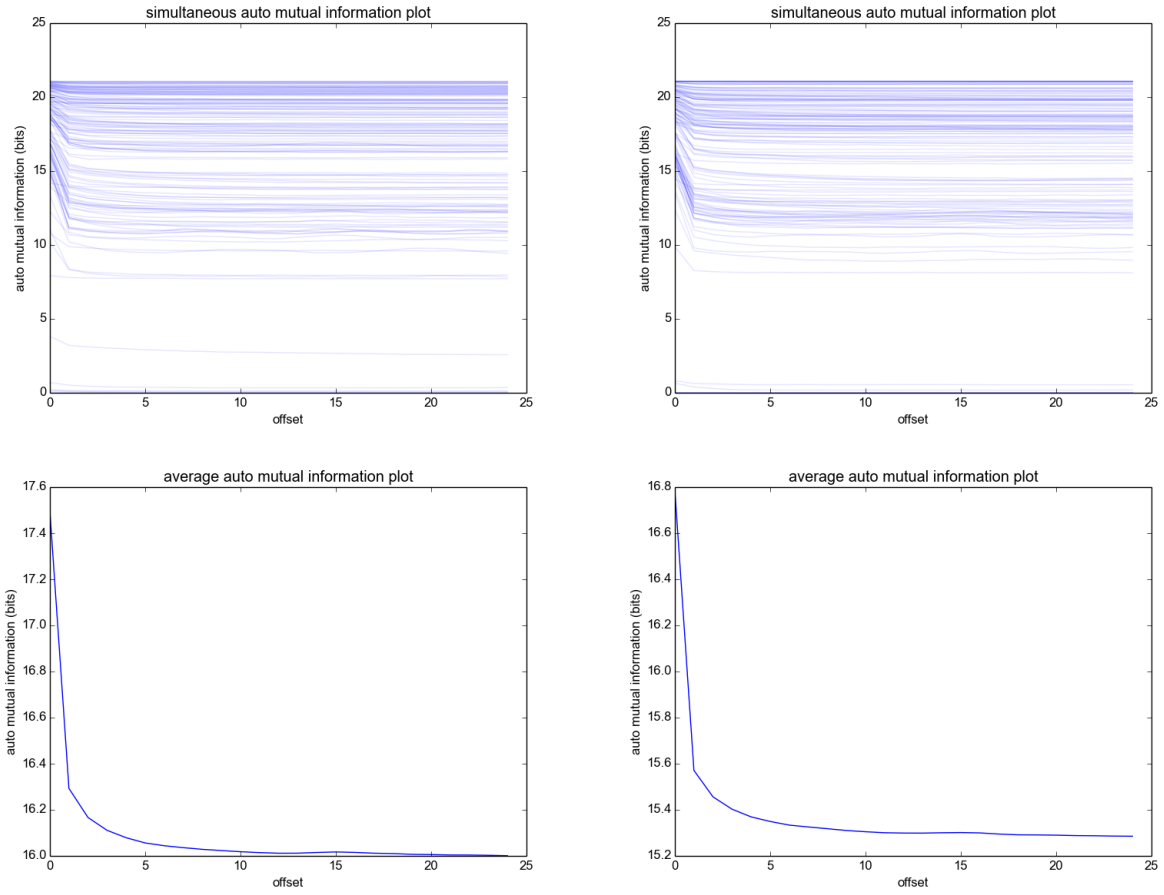 simultaneous auto mutual information plot
25
20
15
10
5
0
auto mutual information (bits)
0 5 10 15 20 25
offset
simultaneous auto mutual information plot
25
20
15
10
5
0
auto mutual information (bits)
0 5 10 15 20 25
offset
average auto mutual information plot
17.6
17.4
17.2
17.0
16.8
16.6
16.4
16.2
16.0
auto mutual information (bits)
0 5 10 15 20 25
offset
average auto mutual information plot
16.8
16.6
16.4
16.2
16.0
15.8
15.6
15.4
15.2
auto mutual information (bits)
0 5 10 15 20 25
offset